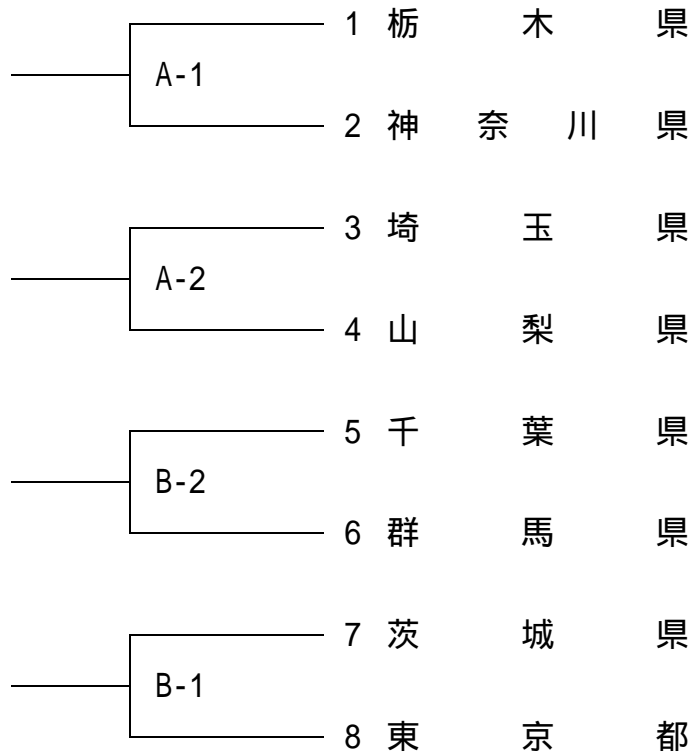 1 栃木県
A-1
2 神奈川県
3 埼玉県
A-2
4 山梨県
5 千葉県
B-2
6 群馬県
7 茨城県
B-1
8 東京都